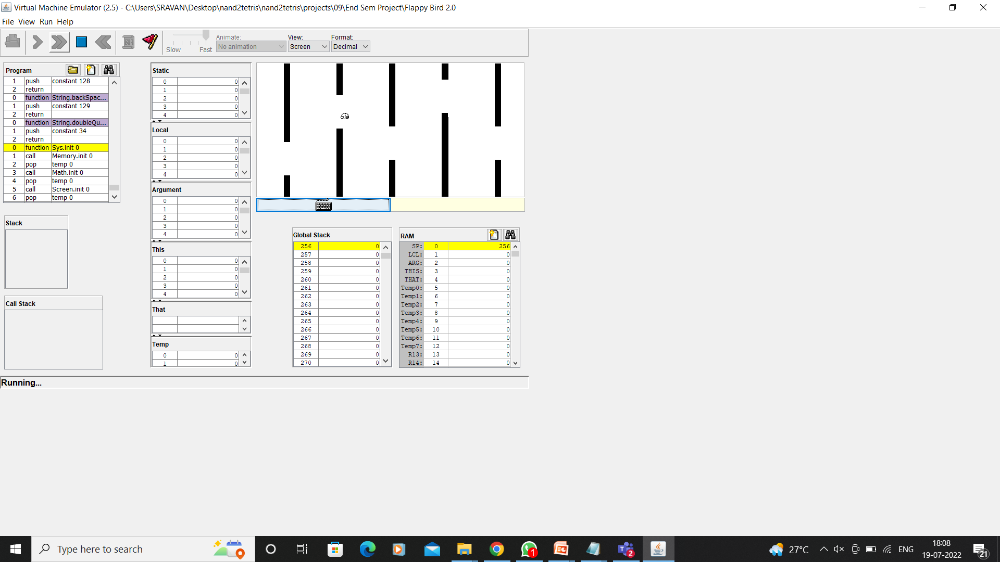 Virtual Machine Emulator (2.5) - C:\Users\SRAVAN\Desktop\nand2tetris\nand2tetris\projects\09\End Sem Project\Flappy Bird 2.0
File View Run Help
Slow Fast
Animate:
No animation
View:
Screen
Format:
Decimal
Program
1 push constant 128
2 return
0 function String.backSpac...
1 push constant 129
2 return
0 function String.doubleQu...
1 push constant 34
2 return
0 function Sys.init 0
1 call Memory.init 0
2 pop temp 0
3 call Math.init 0
4 pop temp 0
5 call Screen.init 0
6 pop temp 0
Stack
Call Stack
Static
0 0
1 0
2 0
3 0
4 0
Local
0 0
1 0
2 0
3 0
4 0
Argument
0 0
1 0
2 0
3 0
4 0
This
0 0
1 0
2 0
3 0
4 0
That
Temp
0 0
1 0
Global Stack
256 0
257 0
258 0
259 0
260 0
261 0
262 0
263 0
264 0
265 0
266 0
267 0
268 0
269 0
270 0
RAM
SP: 0 256
LCL: 1 0
ARG: 2 0
THIS: 3 0
THAT: 4 0
Temp0: 5 0
Temp1: 6 0
Temp2: 7 0
Temp3: 8 0
Temp4: 9 0
Temp5: 10 0
Temp6: 11 0
Temp7: 12 0
R13: 13 0
R14: 14 0
Running...
Type here to search
1
2
27°C
ENG
18:08
19-07-2022
21